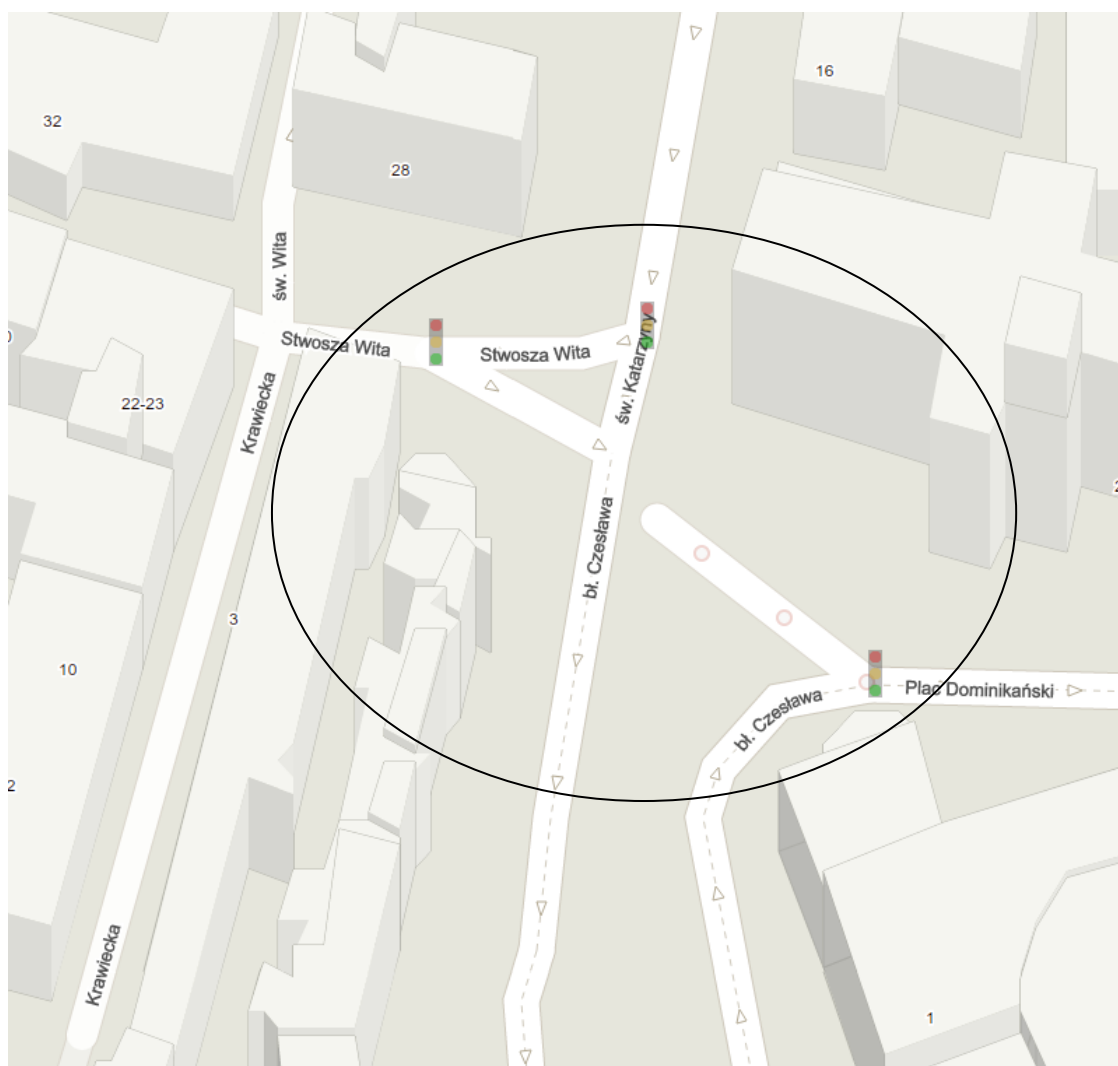 16
32
28
św. Wita
Stwosza Wita
Stwosza Wita
św. Katarzyny
22-23
Krawiecka
bł. Czesława
3
10
Plac Dominikański
bł. Czesława
2
Krawiecka
1